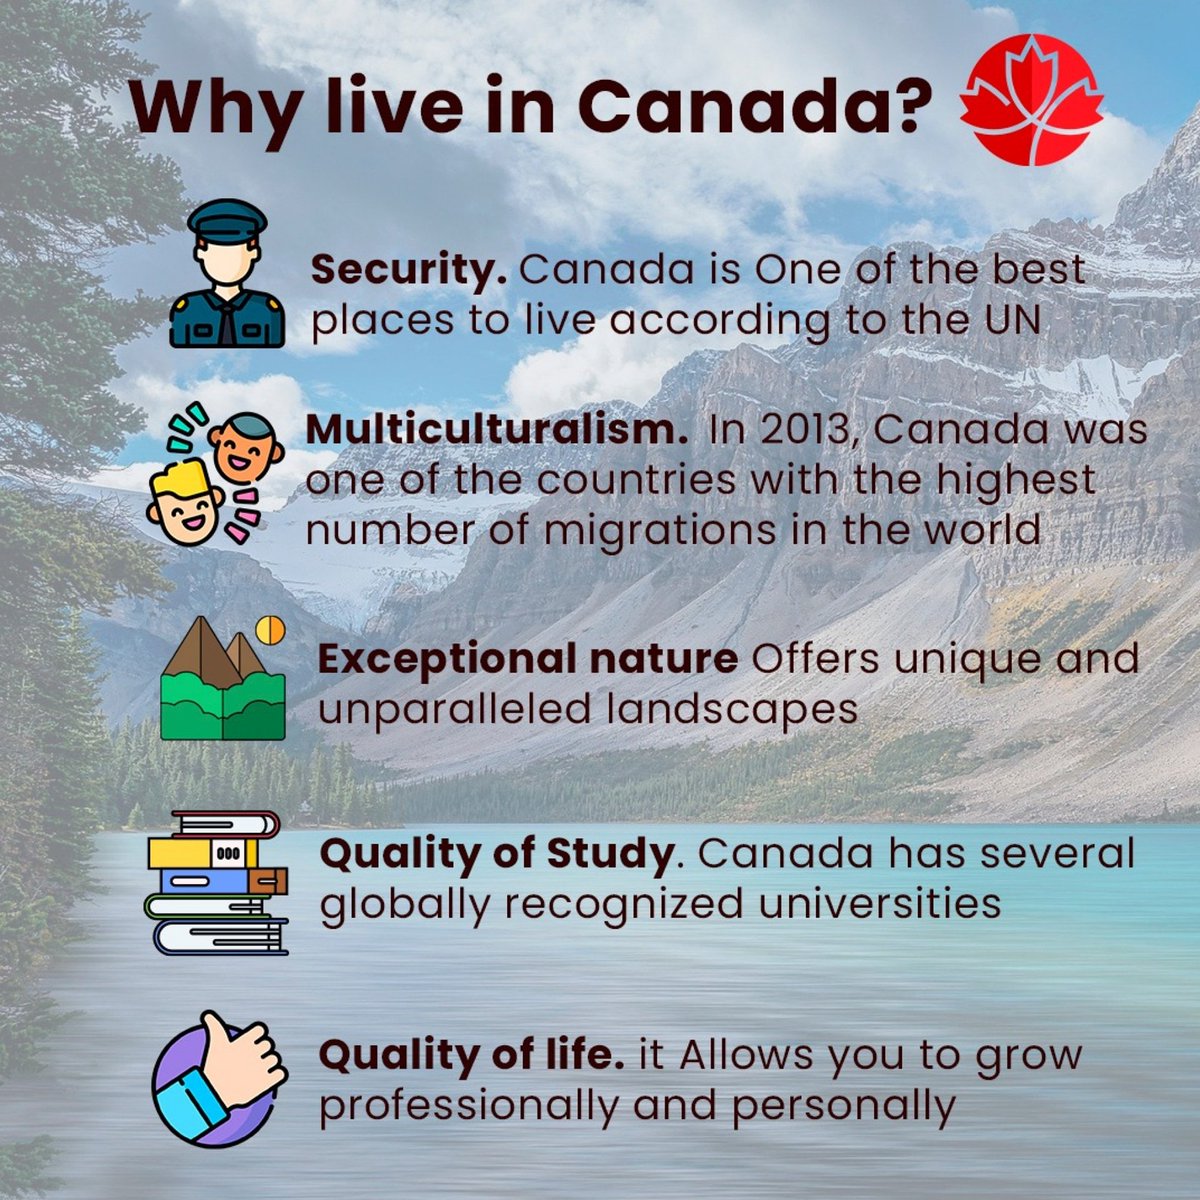 Why live in Canada?
Security. Canada is One of the best
places to live according to the UN
Multiculturalism. In 2013, Canada was
one of the countries with the highest
number of migrations in the world
Exceptional nature Offers unique and
unparalleled landscapes
Quality of Study. Canada has several
globally recognized universities
Quality of life. it Allows you to grow
professionally and personally